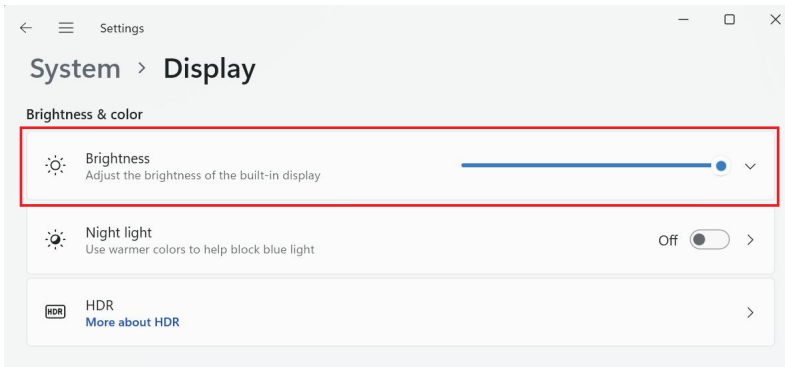 Settings
System > Display
Brightness & color
Brightness
Adjust the brightness of the built-in display
Night light
Use warmer colors to help block blue light
Off
HDR
HDR
More about HDR